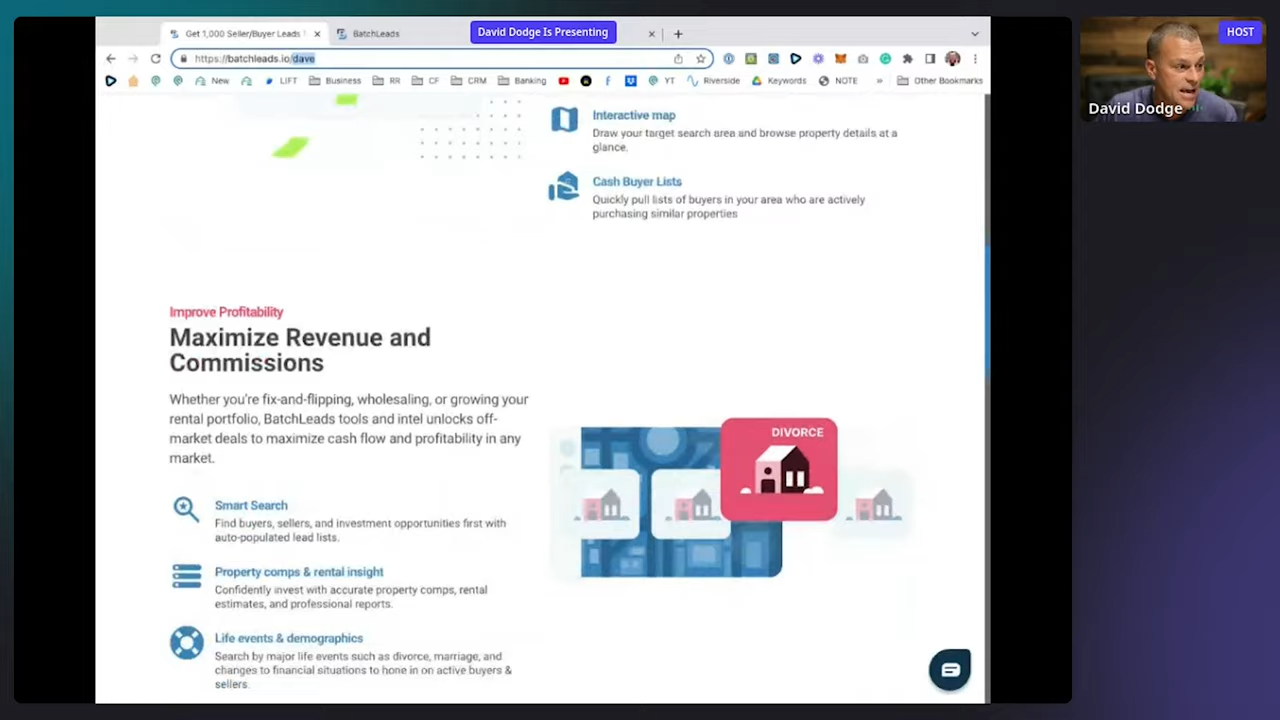 Get 1,000 Seller/Buyer Leads
BatchLeads
David Dodge Is Presenting
HOST
David Dodge
https://batchleads.io/dave
New
LIFT
Business
RR
CF
CRM
Banking
YT
Riverside
Keywords
NOTE
»
Other Bookmarks
Interactive map
Draw your target search area and browse property details at a
glance.
Cash Buyer Lists
Quickly pull lists of buyers in your area who are actively
purchasing similar properties
Improve Profitability
Maximize Revenue and
Commissions
Whether you're fix-and-flipping, wholesaling, or growing your
rental portfolio, BatchLeads tools and intel unlocks off-
market deals to maximize cash flow and profitability in any
market.
DIVORCE
Smart Search
Find buyers, sellers, and investment opportunities first with
auto-populated lead lists.
Property comps & rental insight
Confidently invest with accurate property comps, rental
estimates, and professional reports.
Life events & demographics
Search by major life events such as divorce, marriage, and
changes to financial situations to hone in on active buyers &
sellers.